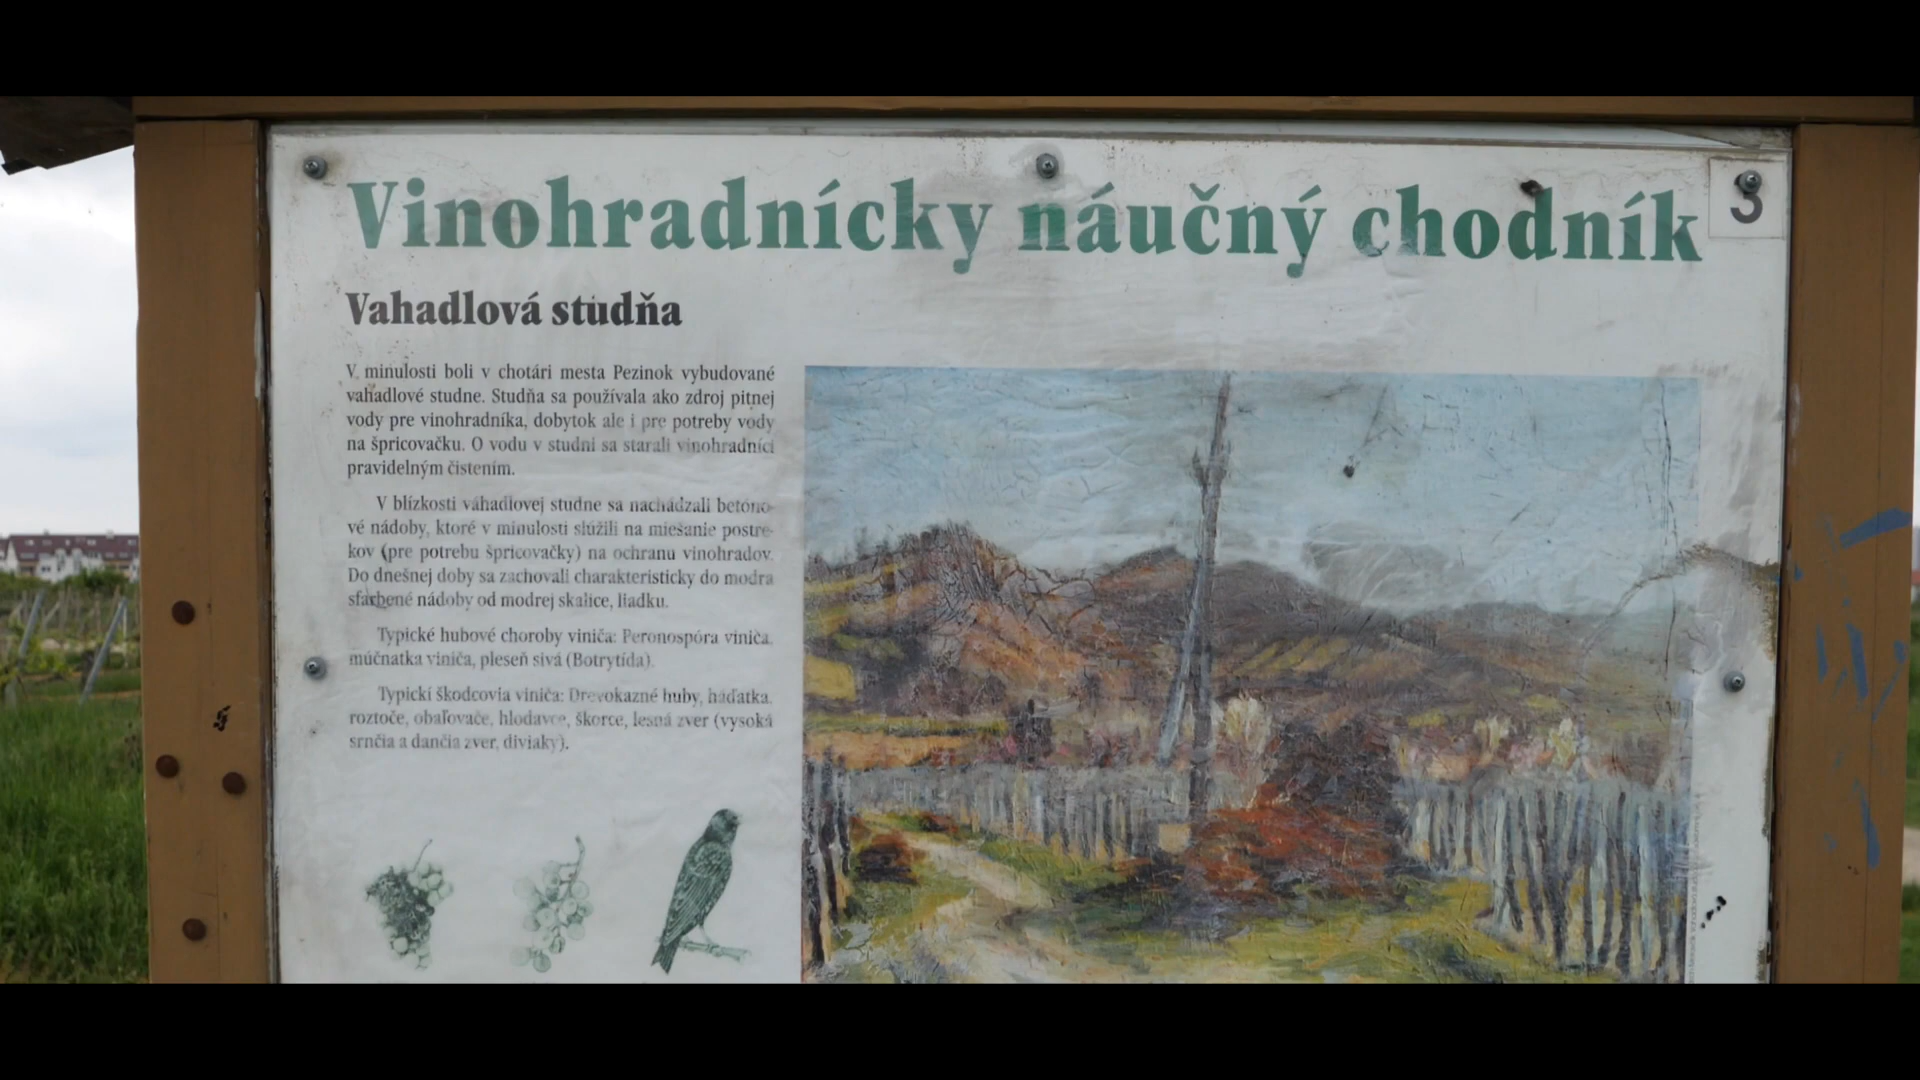 Vinohradnícky náučný chodník
3
Vahadlová studňa
V minulosti boli v chotári mesta Pezinok vybudované
vahadlové studne. Studňa sa používala ako zdroj pitnej
vody pre vinohradníka, dobytok ale i pre potreby vody
na špricovačku. O vodu v studni sa starali vinohradníci
pravidelným čistením.
V blízkosti vahadlovej studne sa nachádzali betóno-
vé nádoby, ktoré v minulosti slúžili na miešanie postre-
kov (pre potrebu špricovačky) na ochranu vinohradov.
Do dnešnej doby sa zachovali charakteristicky do modra
sfarbené nádoby od modrej skalice, liadku.
Typické hubové choroby viniča: Peronospóra viniča,
múčnatka viniča, pleseň sivá (Botrytída).
Typickí škodcovia viniča: Drevokazné huby, háďatka,
roztoče, obaľovače, hlodavce, škorce, lesná zver (vysoká
srnčia a dančia zver, diviaky).